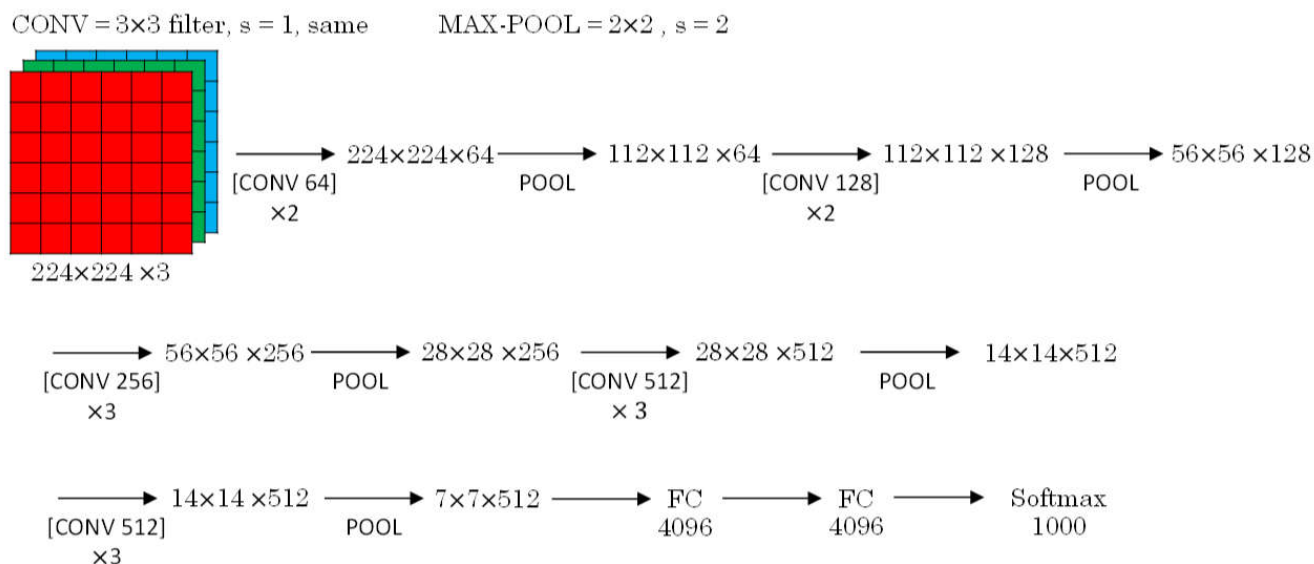 CONV = 3×3 filter, s = 1, same MAX-POOL = 2×2 , s = 2
224×224×64 112×112 ×64 112×112 ×128 56×56 ×128
[CONV 64] POOL [CONV 128] POOL
×2 ×2
224×224 ×3
56×56 ×256 28×28 ×256 28×28 ×512 14×14×512
[CONV 256] POOL [CONV 512] POOL
×3 × 3
14×14 ×512 7×7×512 FC FC Softmax
[CONV 512] POOL 4096 4096 1000
×3